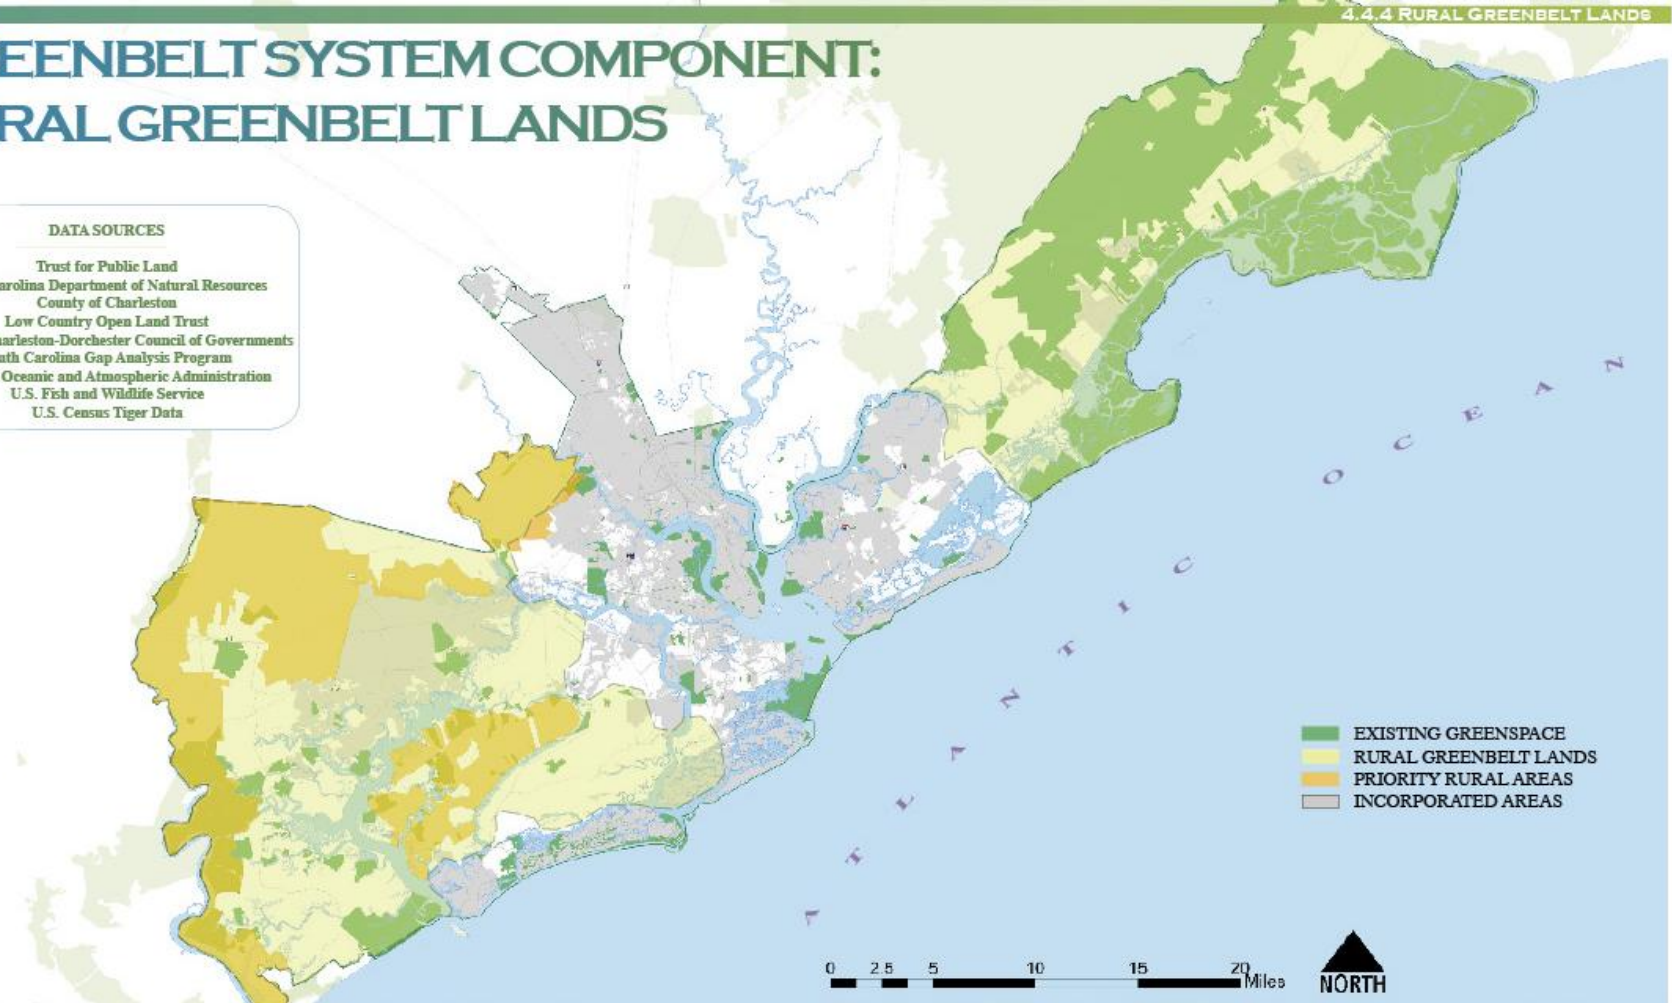 4.4.4 RURAL GREENBELT LANDS
EENBELT SYSTEM COMPONENT:
RAL GREENBELT LANDS
DATA SOURCES
Trust for Public Land
arolina Department of Natural Resources
County of Charleston
Low Country Open Land Trust
arleston-Dorchester Council of Governments
uth Carolina Gap Analysis Program
Oceanic and Atmospheric Administration
U.S. Fish and Wildlife Service
U.S. Census Tiger Data
ATLANTIC OCEAN
EXISTING GREENSPACE
RURAL GREENBELT LANDS
PRIORITY RURAL AREAS
INCORPORATED AREAS
0 2.5 5 10 15 20 Miles
NORTH